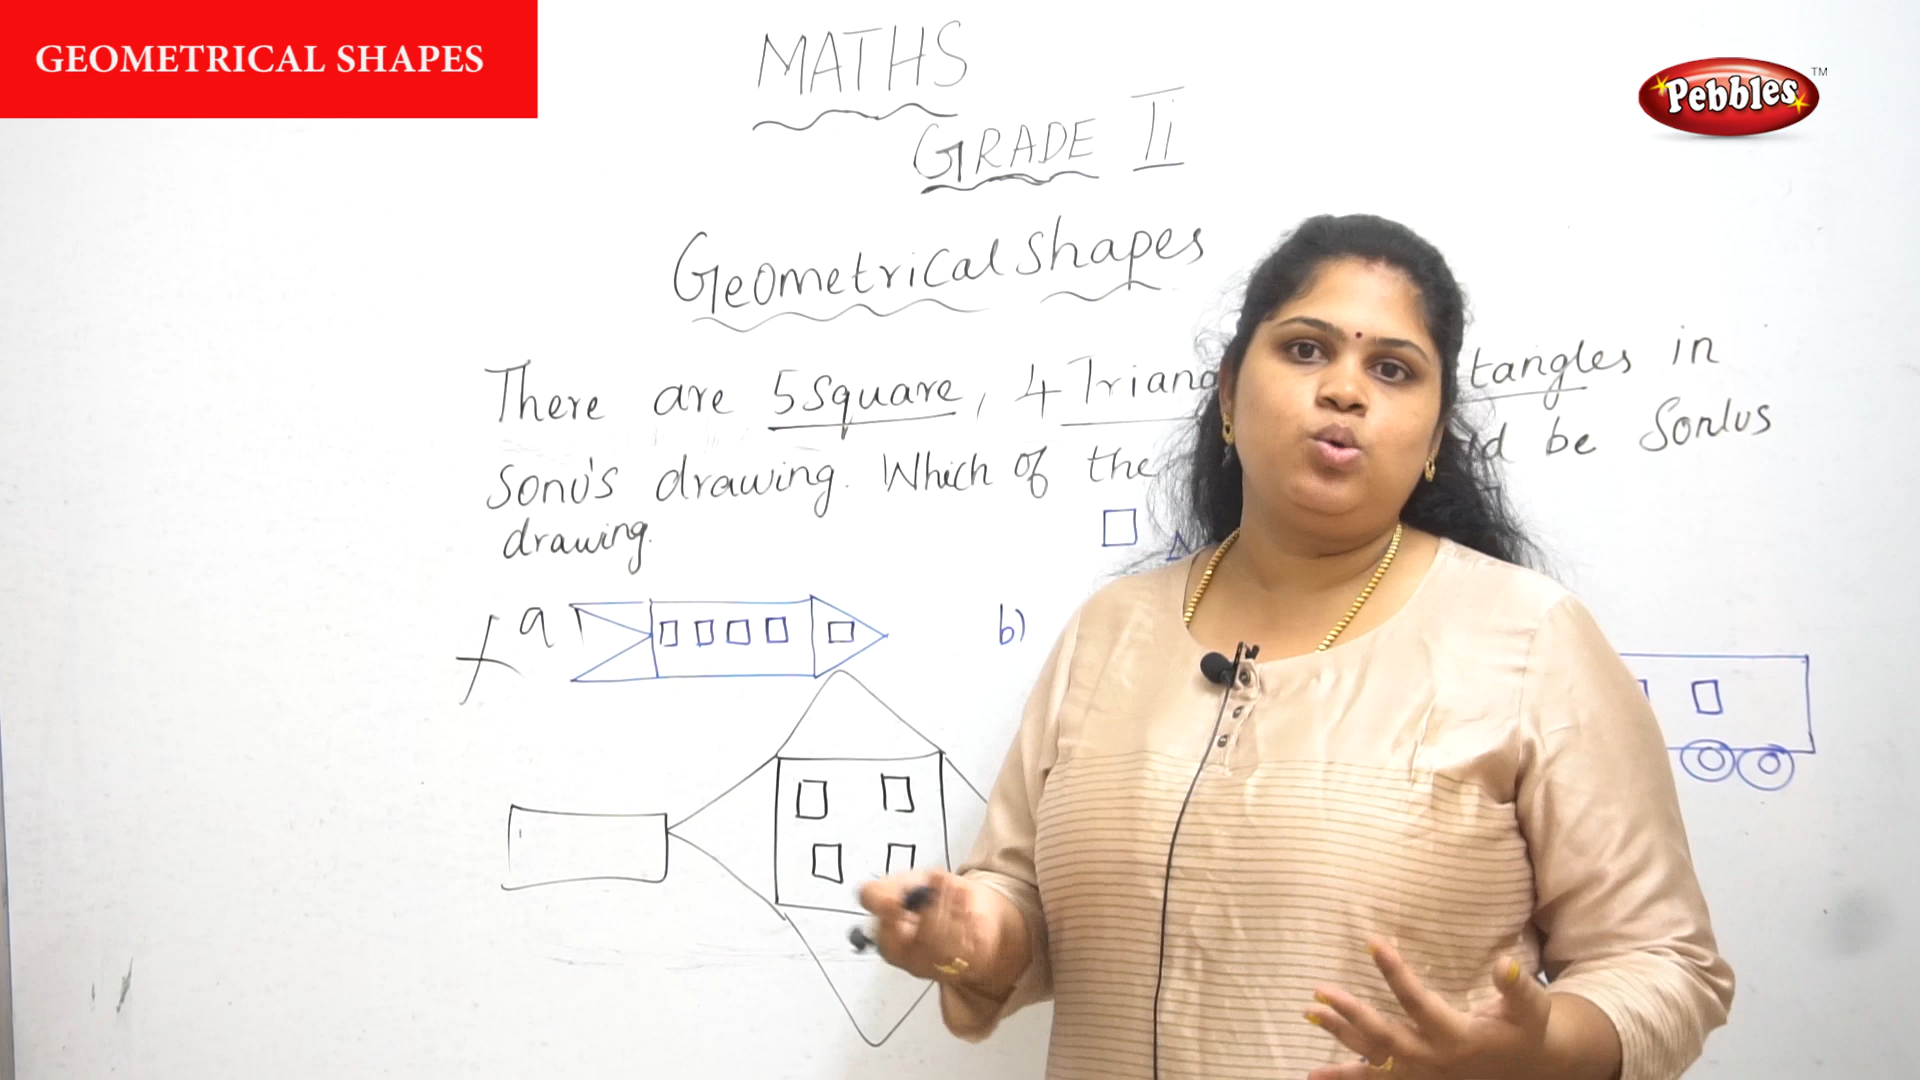 GEOMETRICAL SHAPES
MATHS
Pebbles TM
GRADE II
Geometrical Shapes
There are 5 Square, 4 Triang tangles in
Sonu's drawing. Which of the d be Sonus
drawing.
a
b)